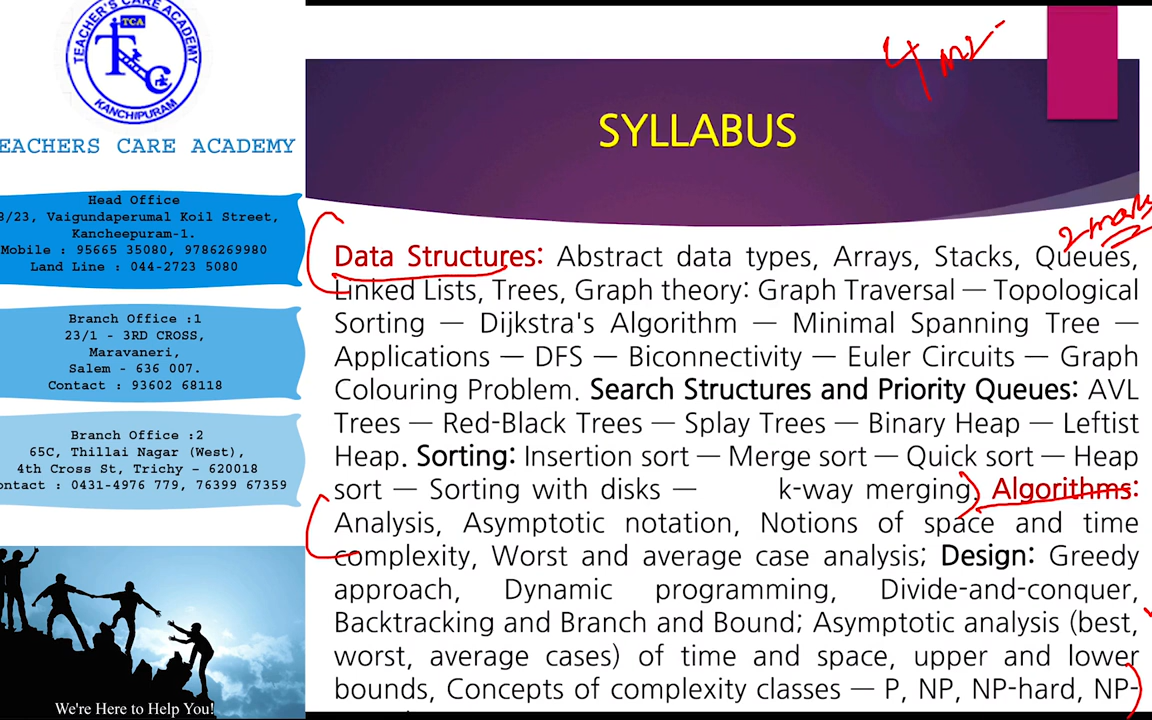 TEACHER'S CARE ACADEMY
TCA
KANCHIPURAM
EACHERS CARE ACADEMY
Head Office
/23, Vaigundaperumal Koil Street,
Kancheepuram-1.
Mobile : 95665 35080, 9786269980
Land Line : 044-2723 5080
Branch Office :1
23/1 - 3RD CROSS,
Maravaneri,
Salem - 636 007.
Contact : 93602 68118
Branch Office :2
65C, Thillai Nagar (West),
4th Cross St, Trichy – 620018
ontact : 0431-4976 779, 76399 67359
We're Here to Help You!
SYLLABUS
2 marks
Data Structures: Abstract data types, Arrays, Stacks, Queues,
Linked Lists, Trees, Graph theory: Graph Traversal — Topological
Sorting — Dijkstra's Algorithm — Minimal Spanning Tree —
Applications — DFS — Biconnectivity — Euler Circuits — Graph
Colouring Problem. Search Structures and Priority Queues: AVL
Trees — Red-Black Trees — Splay Trees — Binary Heap — Leftist
Heap. Sorting: Insertion sort — Merge sort — Quick sort — Heap
sort — Sorting with disks — k-way merging. Algorithms:
Analysis, Asymptotic notation, Notions of space and time
complexity, Worst and average case analysis; Design: Greedy
approach, Dynamic programming, Divide-and-conquer,
Backtracking and Branch and Bound; Asymptotic analysis (best,
worst, average cases) of time and space, upper and lower
bounds, Concepts of complexity classes — P, NP, NP-hard, NP-